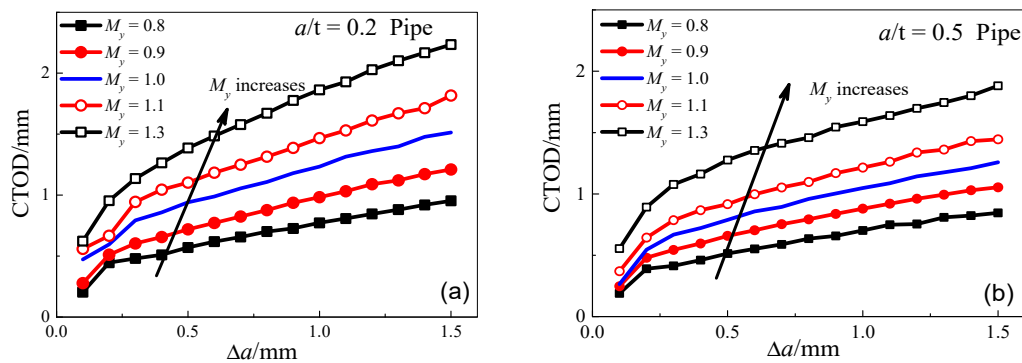 M_y = 0.8
M_y = 0.9
M_y = 1.0
M_y = 1.1
M_y = 1.3
a/t = 0.2 Pipe
M_y increases
CTOD/mm
2
1
0
0.0 0.5 1.0 1.5
Δa/mm
(a)
M_y = 0.8
M_y = 0.9
M_y = 1.0
M_y = 1.1
M_y = 1.3
a/t = 0.5 Pipe
M_y increases
CTOD/mm
2
1
0
0.0 0.5 1.0 1.5
Δa/mm
(b)